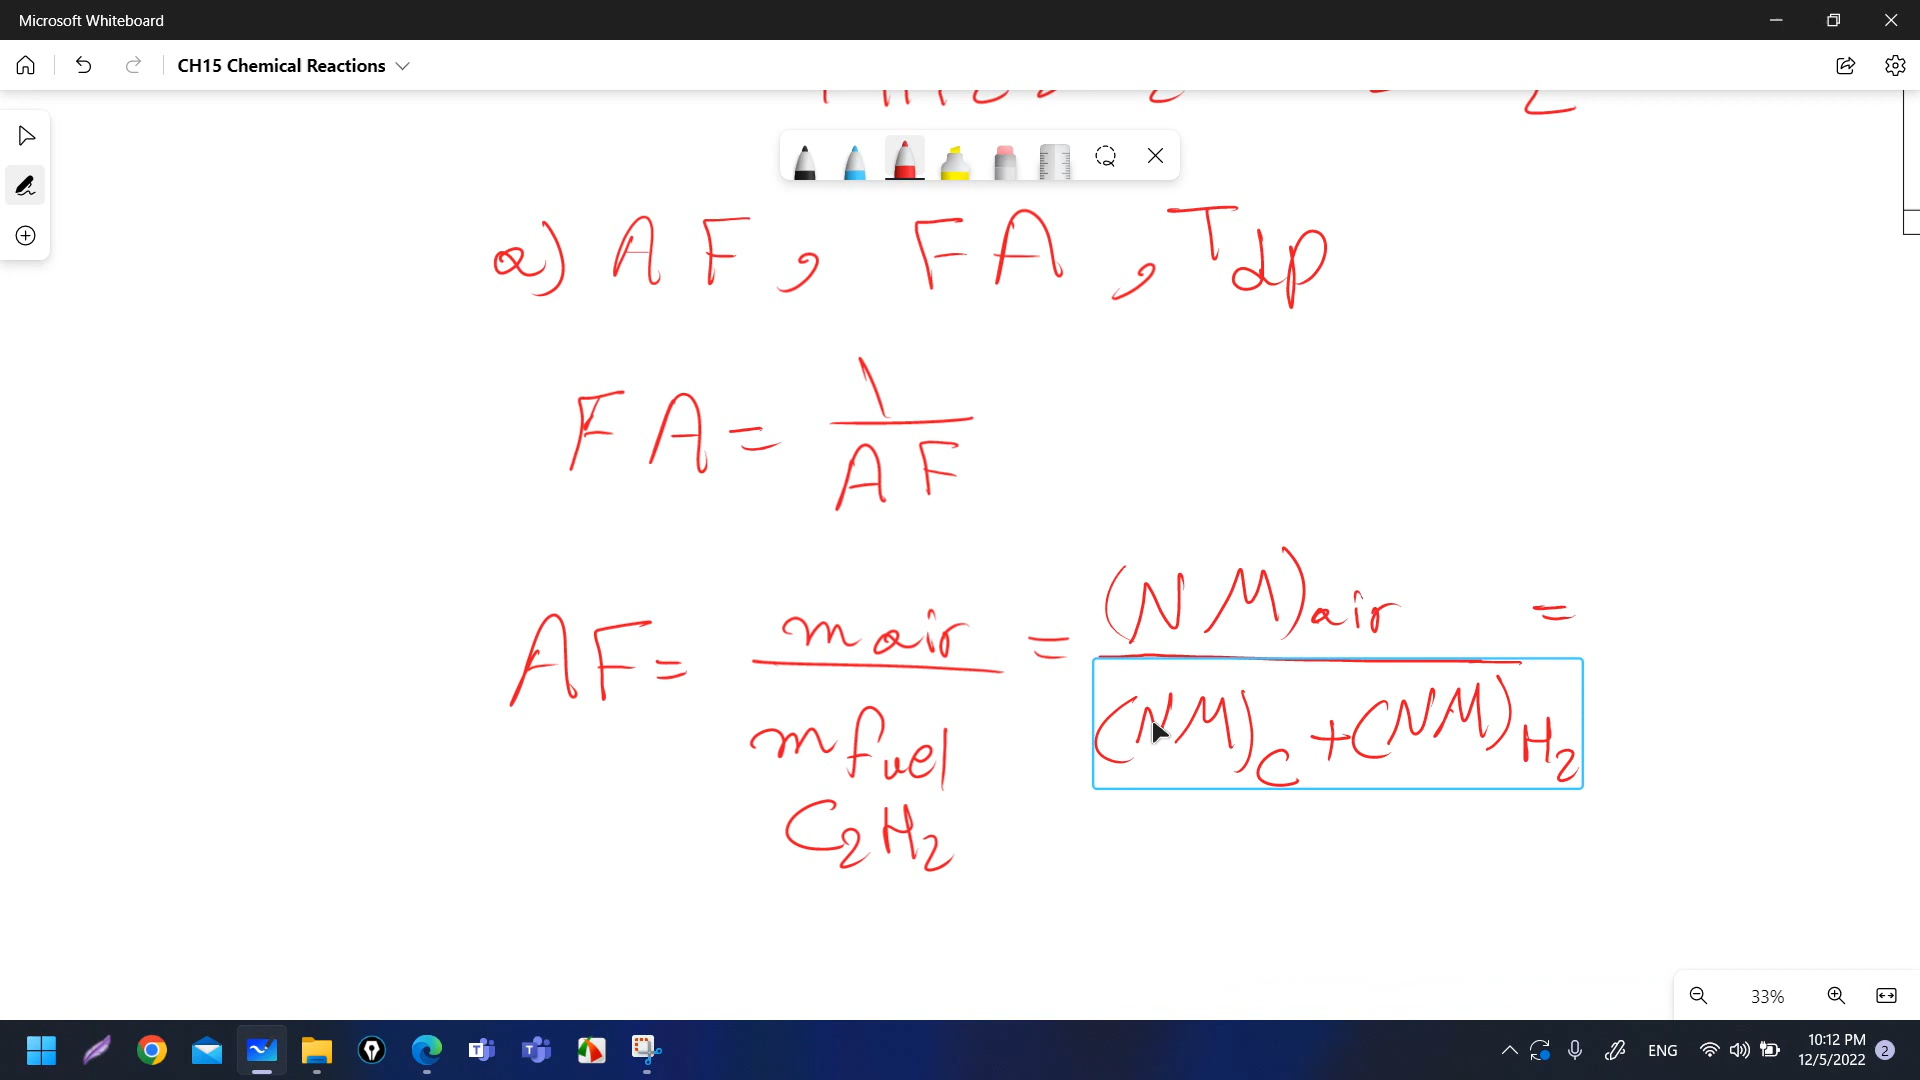 Microsoft Whiteboard
CH15 Chemical Reactions
a) AF, FA, Tdp
FA = 1 / AF
AF = m air / m fuel = (NM)air / (NM)C + (NM)H2 =
C2H2
33%
ENG
10:12 PM
12/5/2022
2